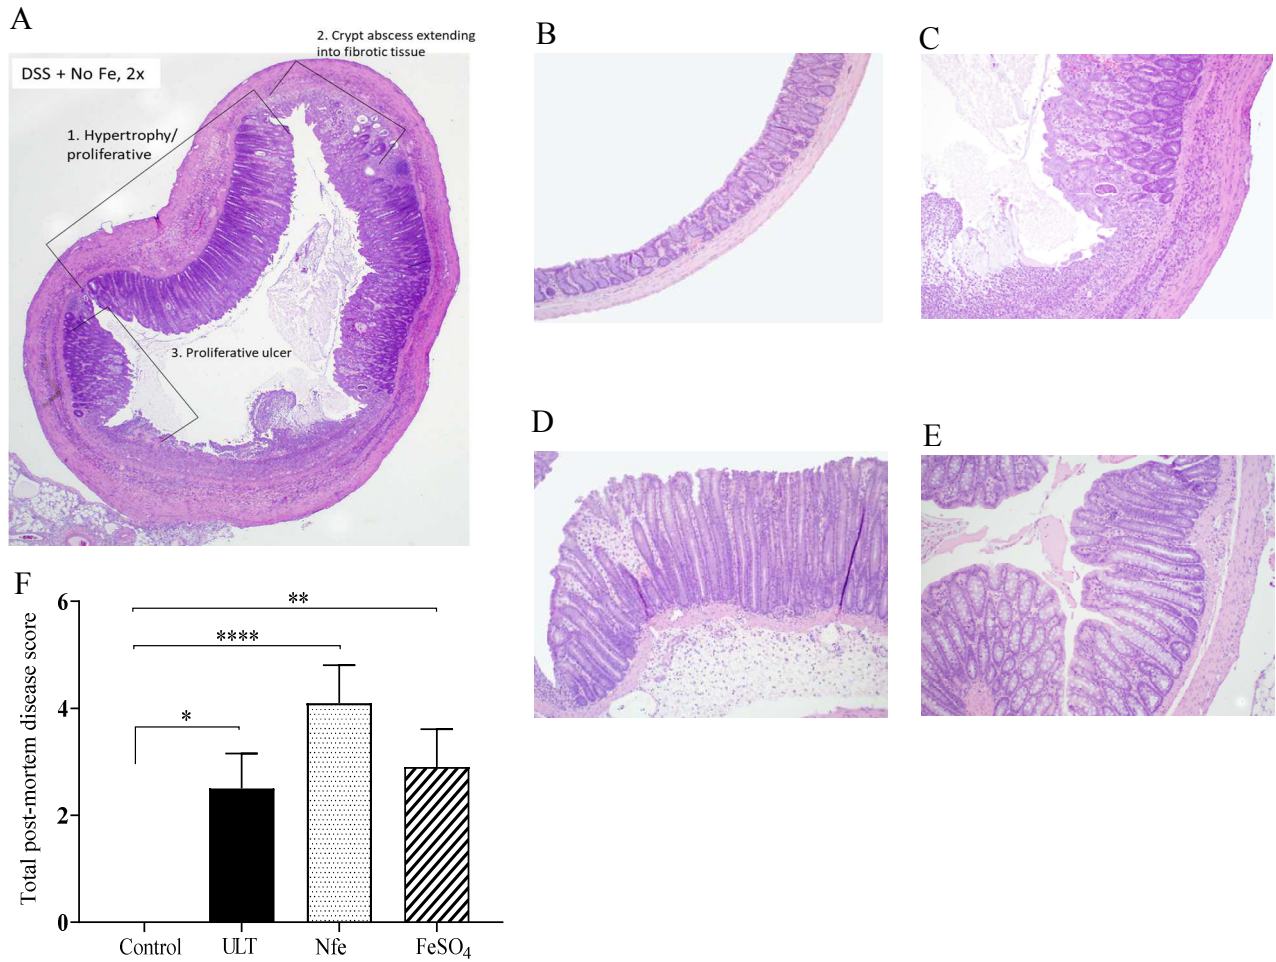 A
B
C
2. Crypt abscess extending
into fibrotic tissue
DSS + No Fe, 2x
1. Hypertrophy/
proliferative
3. Proliferative ulcer
D
E
F
Total post-mortem disease score
6
4
2
0
**
****
*
Control ULT Nfe FeSO4